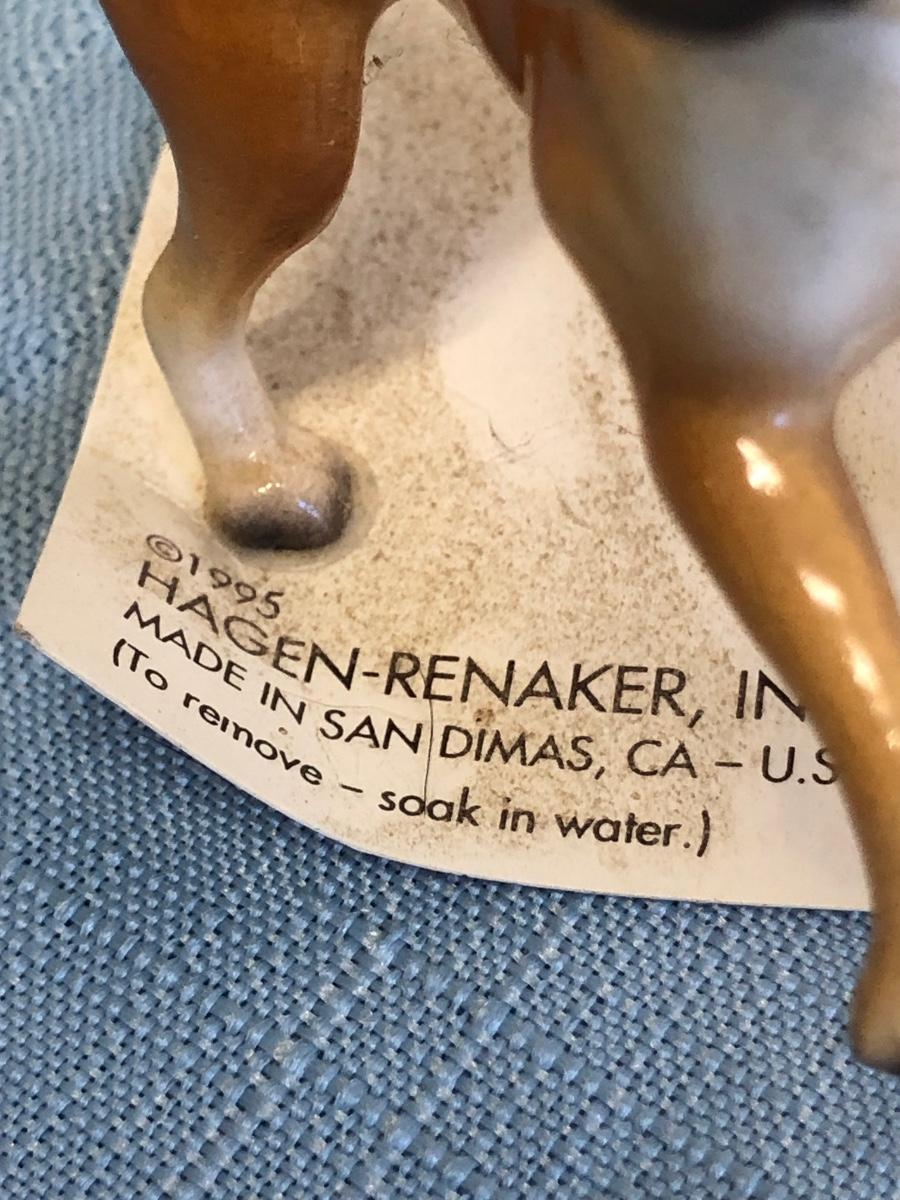 ©1995
HAGEN-RENAKER, IN
MADE IN SAN DIMAS, CA – U.S
(To remove – soak in water.)